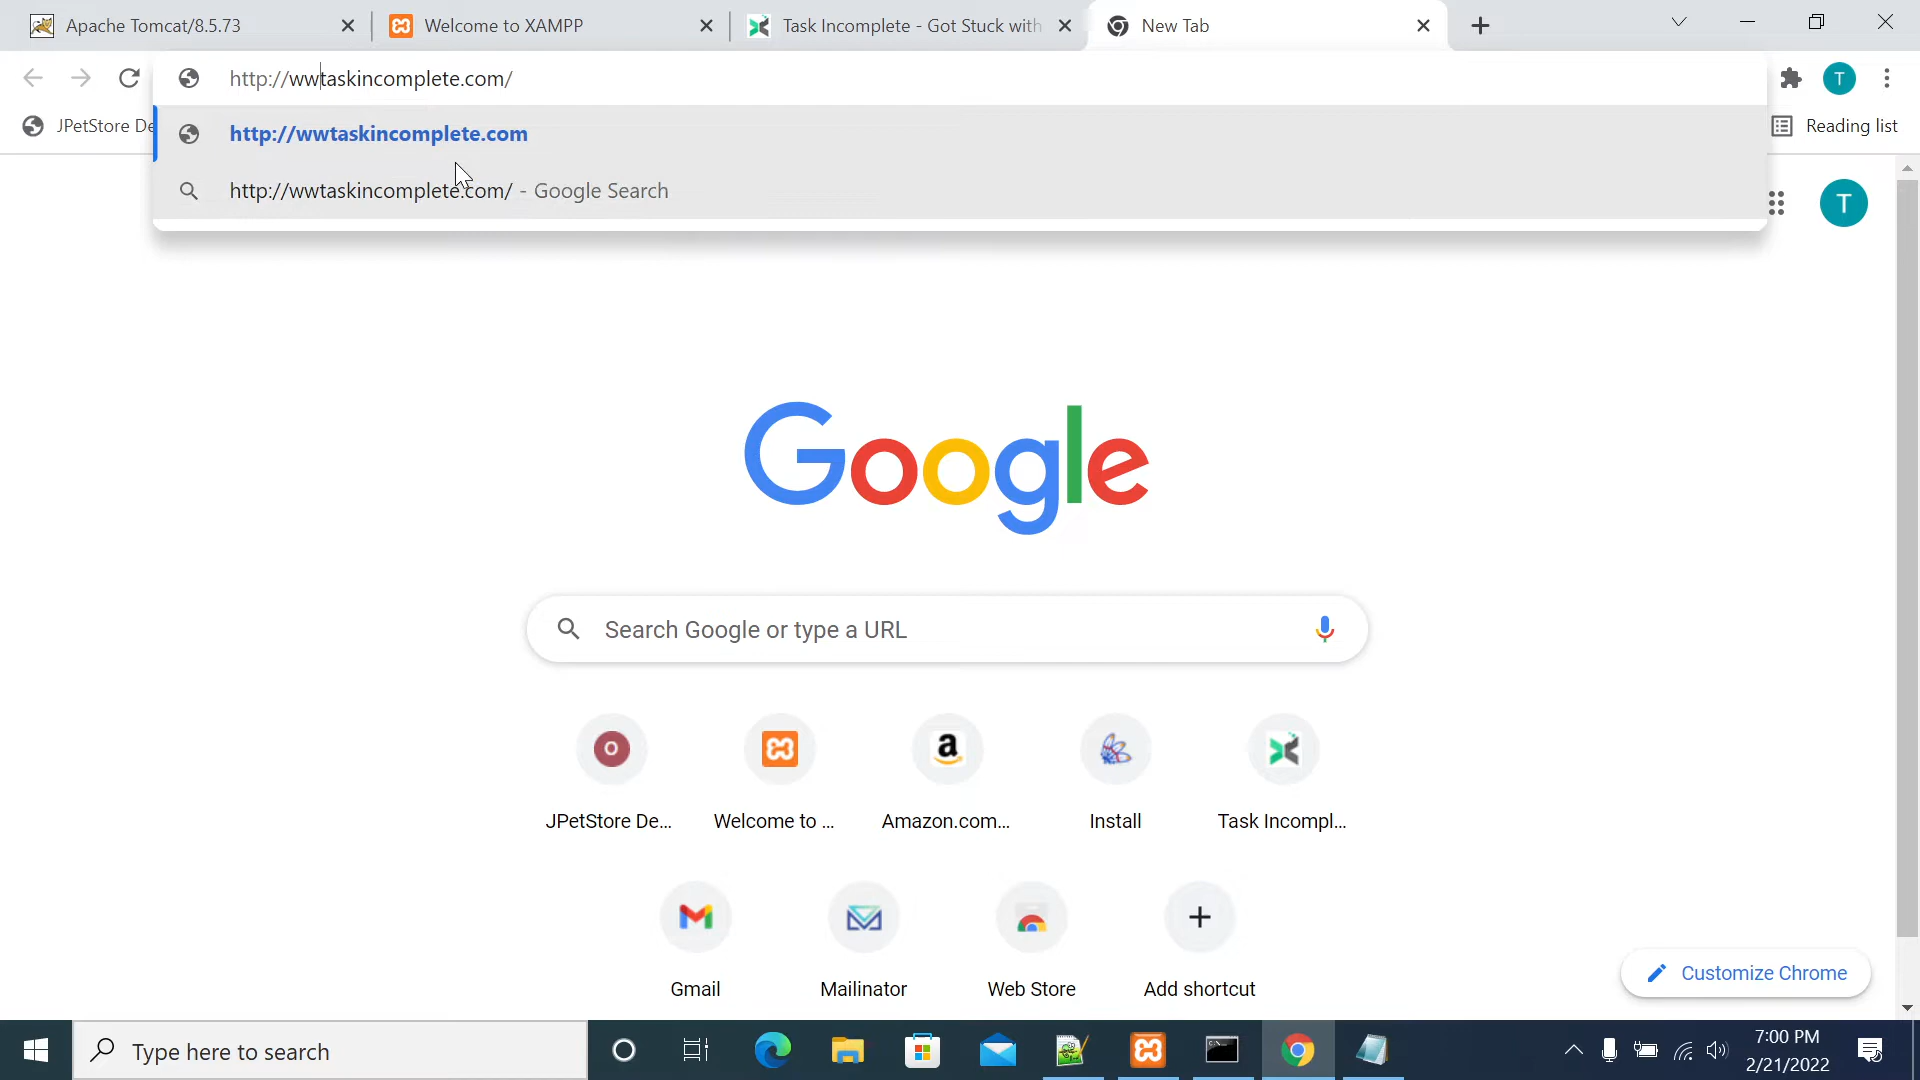 Apache Tomcat/8.5.73
Welcome to XAMPP
Task Incomplete - Got Stuck with
New Tab
http://wwtaskincomplete.com/
JPetStore De
http://wwtaskincomplete.com
Reading list
http://wwtaskincomplete.com/ - Google Search
T
T
Google
Search Google or type a URL
O
a
JPetStore De...
Welcome to ...
Amazon.com...
Install
Task Incompl...
Gmail
Mailinator
Web Store
Add shortcut
Customize Chrome
Type here to search
7:00 PM
2/21/2022